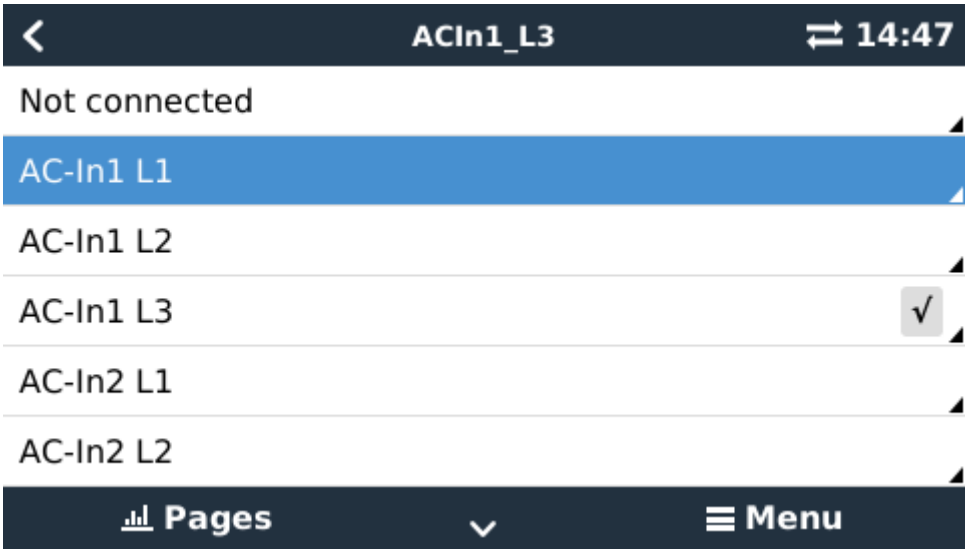 ACIn1_L3 14:47
Not connected
AC-In1 L1
AC-In1 L2
AC-In1 L3 √
AC-In2 L1
AC-In2 L2
Pages Menu